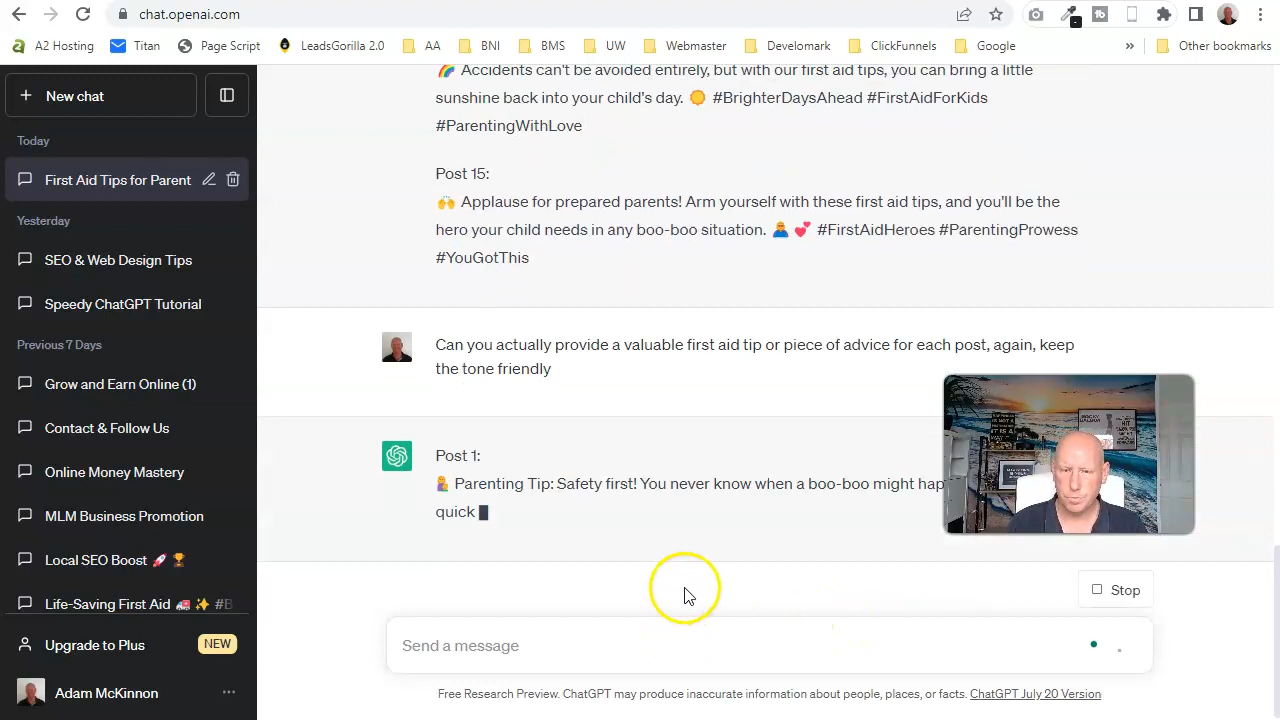 chat.openai.com
A2 Hosting Titan Page Script LeadsGorilla 2.0 AA BNI BMS UW Webmaster Develomark ClickFunnels Google » Other bookmarks
New chat
Today
First Aid Tips for Parent
Yesterday
SEO & Web Design Tips
Speedy ChatGPT Tutorial
Previous 7 Days
Grow and Earn Online (1)
Contact & Follow Us
Online Money Mastery
MLM Business Promotion
Local SEO Boost 🚀 🏆
Life-Saving First Aid 🚑 ✨ #B
Upgrade to Plus NEW
Adam McKinnon
🌈 Accidents can't be avoided entirely, but with our first aid tips, you can bring a little
sunshine back into your child's day. 🌞 #BrighterDaysAhead #FirstAidForKids
#ParentingWithLove
Post 15:
🙌 Applause for prepared parents! Arm yourself with these first aid tips, and you'll be the
hero your child needs in any boo-boo situation. 🦸 💕 #FirstAidHeroes #ParentingProwess
#YouGotThis
Can you actually provide a valuable first aid tip or piece of advice for each post, again, keep
the tone friendly
Post 1:
Parenting Tip: Safety first! You never know when a boo-boo might hap
quick
Stop
Send a message
Free Research Preview. ChatGPT may produce inaccurate information about people, places, or facts. ChatGPT July 20 Version